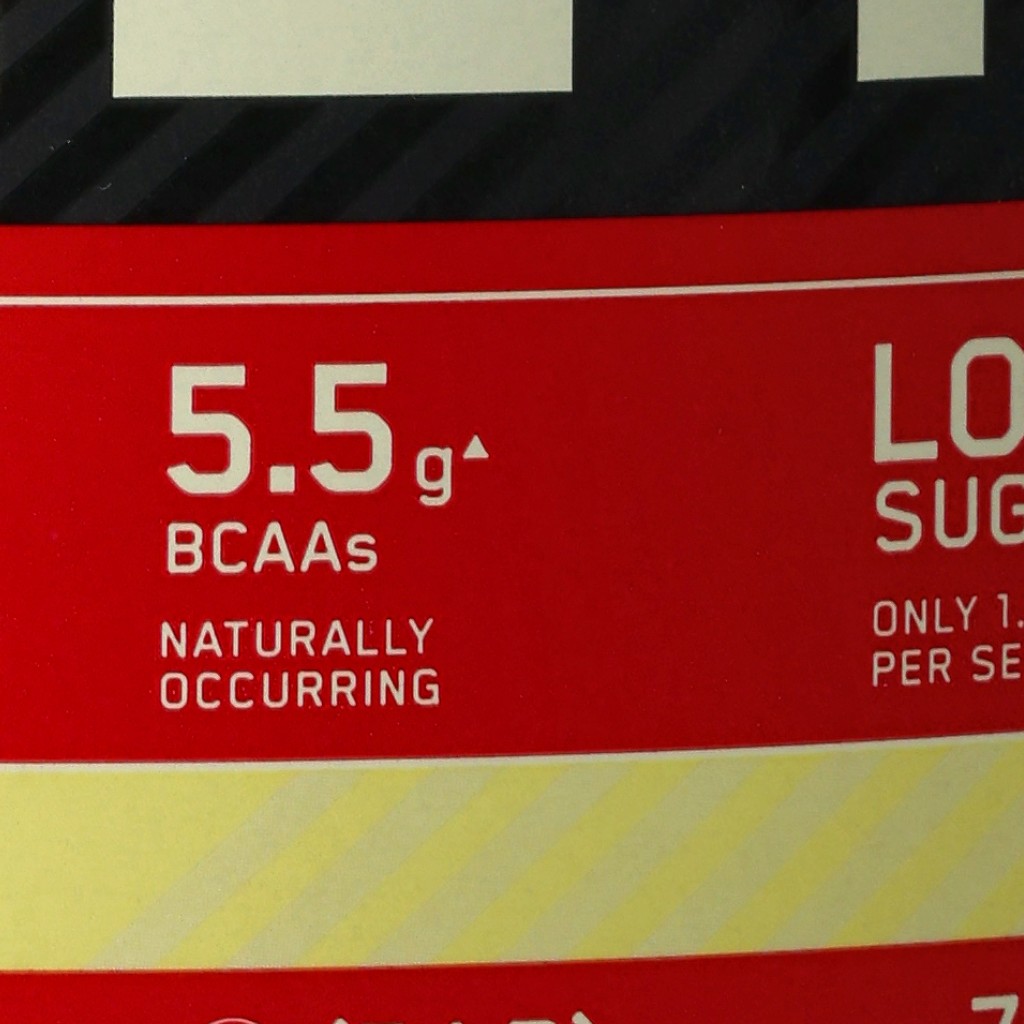 5.5g▲
BCAAs
NATURALLY
OCCURRING
LO
SUG
ONLY 1.
PER SE